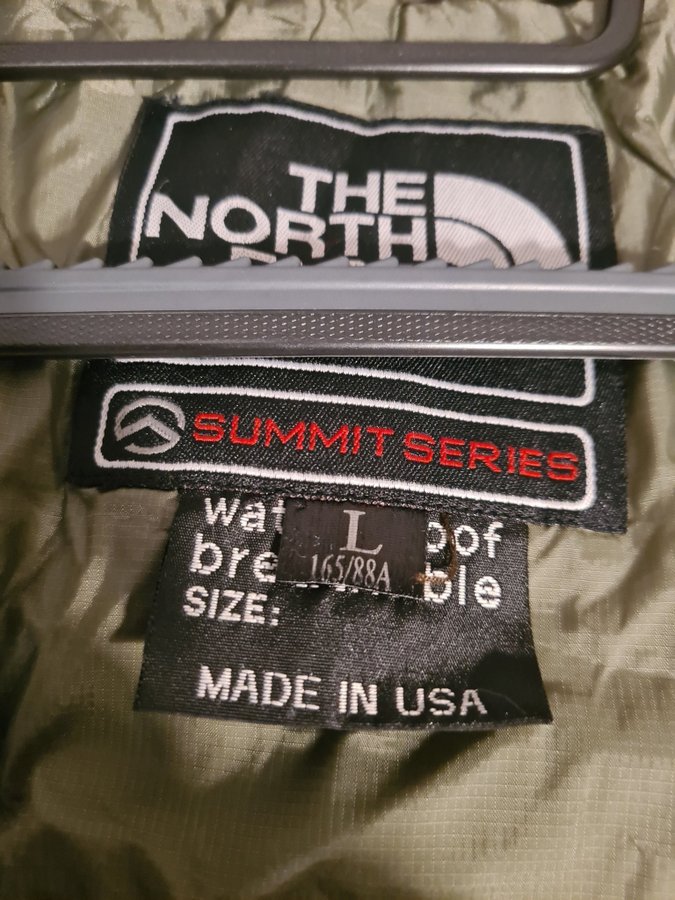 THE
NORTH
SUMMIT SERIES
wat oof
L
bre ble
165/88A
SIZE:
MADE IN USA